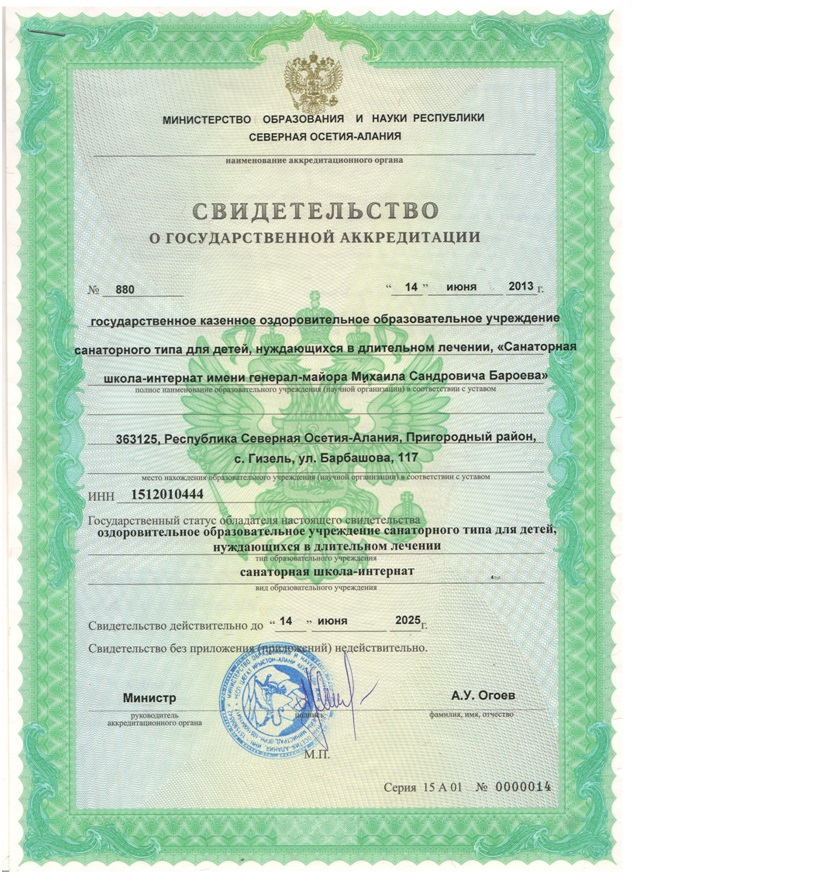 МИНИСТЕРСТВО ОБРАЗОВАНИЯ И НАУКИ РЕСПУБЛИКИ
СЕВЕРНАЯ ОСЕТИЯ-АЛАНИЯ
наименование аккредитационного органа
СВИДЕТЕЛЬСТВО
О ГОСУДАРСТВЕННОЙ АККРЕДИТАЦИИ
№ 880 “ 14 ” июня 2013 г.
государственное казенное оздоровительное образовательное учреждение
санаторного типа для детей, нуждающихся в длительном лечении, «Санаторная
школа-интернат имени генерал-майора Михаила Сандровича Бароева»
полное наименование образовательного учреждения (научной организации) в соответствии с уставом
363125, Республика Северная Осетия-Алания, Пригородный район,
с. Гизель, ул. Барбашова, 117
место нахождения образовательного учреждения (научной организации) в соответствии с уставом
ИНН 1512010444
Государственный статус обладателя настоящего свидетельства
оздоровительное образовательное учреждение санаторного типа для детей,
нуждающихся в длительном лечении
тип образовательного учреждения
санаторная школа-интернат
вид образовательного учреждения
Свидетельство действительно до “ 14 ” июня 2025 г.
Свидетельство без приложения (приложений) недействительно.
Министр А.У. Огоев
руководитель подпись фамилия, имя, отчество
аккредитационного органа
М.П.
Серия 15 А 01 № 0000014